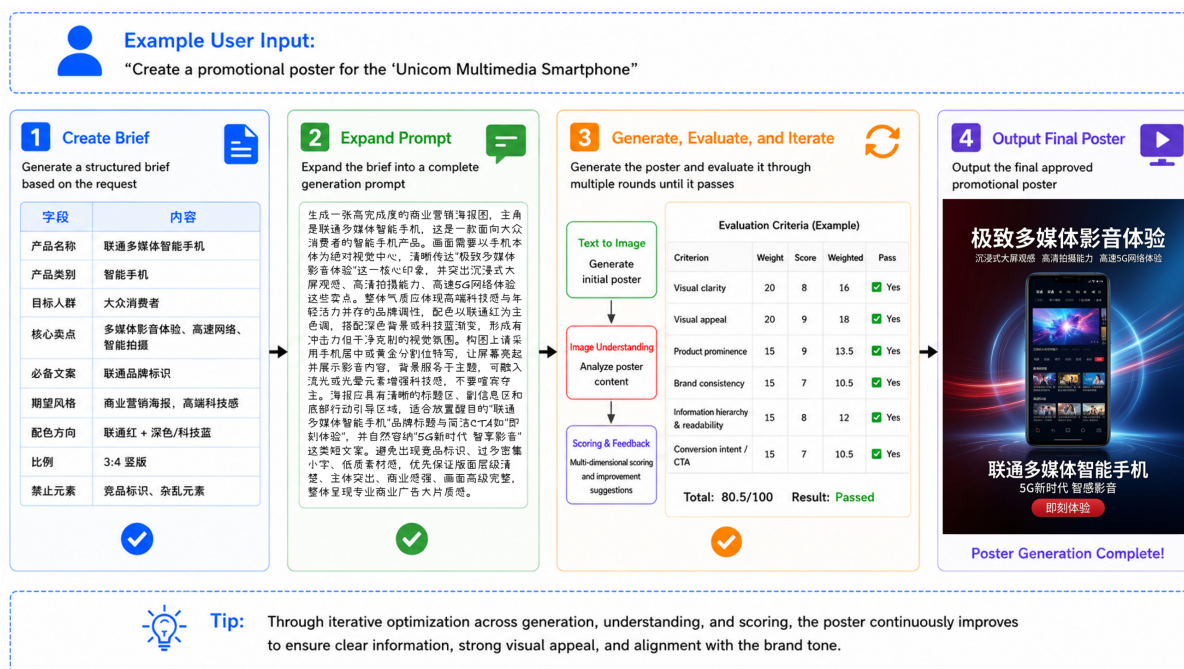 Example User Input:
“Create a promotional poster for the ‘Unicom Multimedia Smartphone”
1 Create Brief
Generate a structured brief
based on the request
字段 内容
产品名称 联通多媒体智能手机
产品类别 智能手机
目标人群 大众消费者
核心卖点 多媒体影音体验、高速网络、
智能拍摄
必备文案 联通品牌标识
期望风格 商业营销海报，高端科技感
配色方向 联通红 + 深色/科技蓝
比例 3:4 竖版
禁止元素 竞品标识、杂乱元素
2 Expand Prompt
Expand the brief into a complete
generation prompt
生成一张高完成度的商业营销海报图，主角
是联通多媒体智能手机，这是一款面向大众
消费者的智能手机产品。画面需要以手机本
体为绝对视觉中心，清晰传达“极致多媒体
影音体验”这一核心印象，并突出沉浸式大
屏观感、高清拍摄能力、高速5G网络体验
这些卖点。整体气质应体现高端科技感与年
轻活力并存的品牌调性，配色以联通红为主
色调，搭配深色背景或科技蓝渐变，形成有
冲击力但干净克制的视觉氛围。构图上请采
用手机居中或黄金分割位特写，让屏幕亮起
并展示影音内容，背景服务于主题，可融入
流光或光晕元素增强科技感，不要喧宾夺
主。海报应具有清晰的标题区、副信息区和
底部行动引导区域，适合放置醒目的“联通
多媒体智能手机”品牌标题与简洁CTA如“即
刻体验”，并自然容纳“5G新时代 智享影音”
这类短文案。避免出现竞品标识、过多密集
小字、低质素材感，优先保证版面层级清
楚、主体突出、商业感强、画面高级完整，
整体呈现专业商业广告大片质感。
3 Generate, Evaluate, and Iterate
Generate the poster and evaluate it through
multiple rounds until it passes
Text to Image
Generate
initial poster
Image Understanding
Analyze poster
content
Scoring & Feedback
Multi-dimensional scoring
and improvement
suggestions
Evaluation Criteria (Example)
Criterion Weight Score Weighted Pass
Visual clarity 20 8 16 Yes
Visual appeal 20 9 18 Yes
Product prominence 15 9 13.5 Yes
Brand consistency 15 7 10.5 Yes
Information hierarchy
& readability 15 8 12 Yes
Conversion intent /
CTA 15 7 10.5 Yes
Total: 80.5/100 Result: Passed
4 Output Final Poster
Output the final approved
promotional poster
极致多媒体影音体验
沉浸式大屏观感 高清拍摄能力 高速5G网络体验
联通多媒体智能手机
5G新时代 智感影音
即刻体验
Poster Generation Complete!
Tip:
Through iterative optimization across generation, understanding, and scoring, the poster continuously improves
to ensure clear information, strong visual appeal, and alignment with the brand tone.